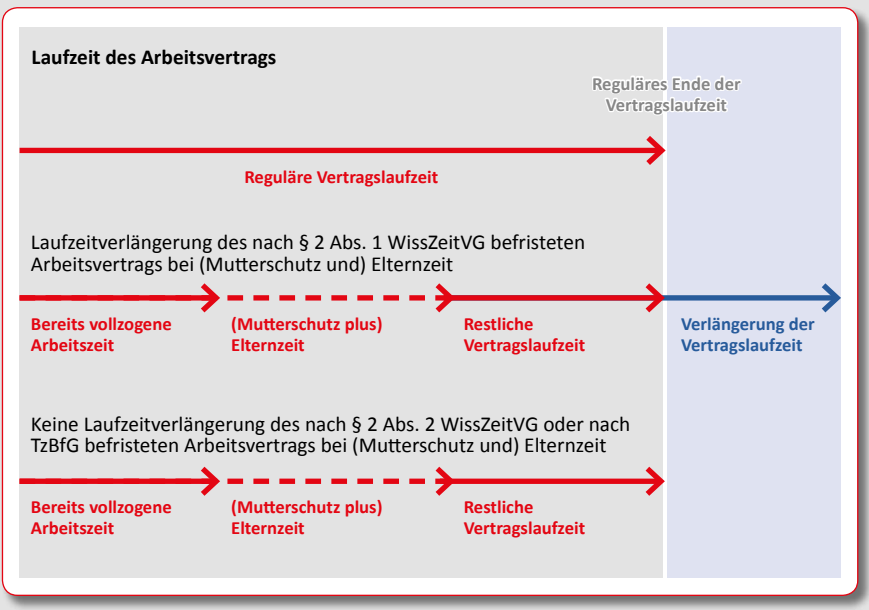 Laufzeit des Arbeitsvertrags
Reguläres Ende der
Vertragslaufzeit
Reguläre Vertragslaufzeit
Laufzeitverlängerung des nach § 2 Abs. 1 WissZeitVG befristeten
Arbeitsvertrags bei (Mutterschutz und) Elternzeit
Bereits vollzogene
Arbeitszeit
(Mutterschutz plus)
Elternzeit
Restliche
Vertragslaufzeit
Verlängerung der
Vertragslaufzeit
Keine Laufzeitverlängerung des nach § 2 Abs. 2 WissZeitVG oder nach
TzBfG befristeten Arbeitsvertrags bei (Mutterschutz und) Elternzeit
Bereits vollzogene
Arbeitszeit
(Mutterschutz plus)
Elternzeit
Restliche
Vertragslaufzeit